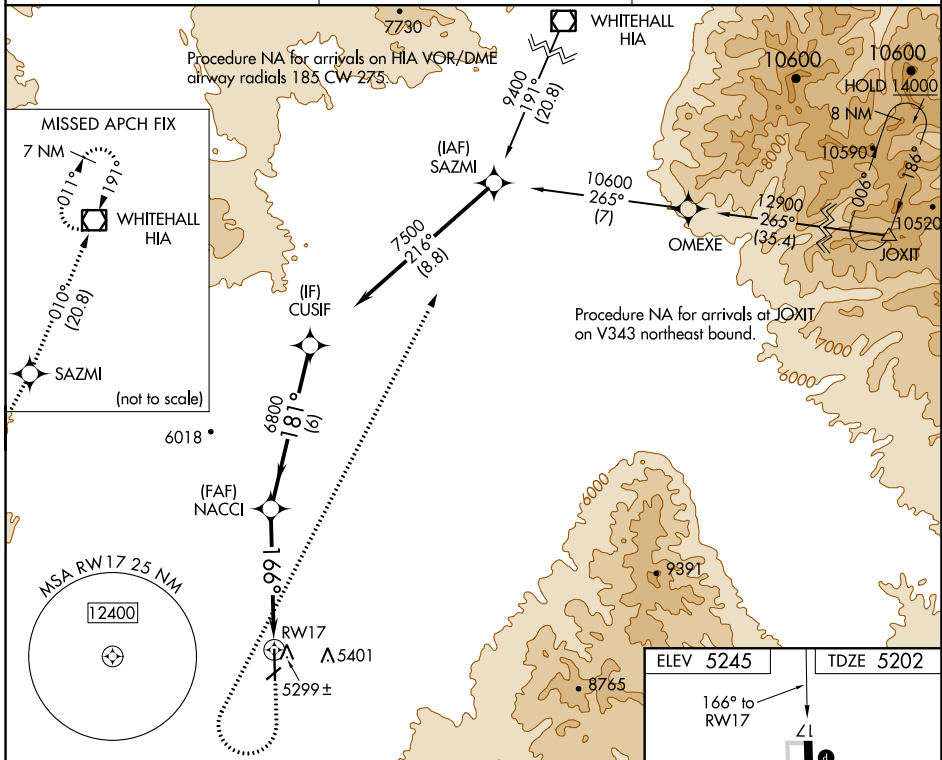 7730
WHITEHALL
HIA
Procedure NA for arrivals on HIA VOR/DME
airway radials 185 CW 275.
9400
191°
(20.8)
10600
10600
HOLD 14000
8 NM
10590
006°
186°
10520
8000
MISSED APCH FIX
7 NM
011°
191°
WHITEHALL
HIA
010°
(20.8)
SAZMI
(not to scale)
(IAF)
SAZMI
10600
265°
(7)
OMEXE
12900
265°
(35.4)
JOXIT
7500
216°
(8.8)
(IF)
CUSIF
Procedure NA for arrivals at JOXIT
on V343 northeast bound.
7000
6000
6800
181°
(6)
6018
(FAF)
NACCI
6000
166°
9391
MSA RW17 25 NM
12400
RW17
5401
5299±
8765
ELEV 5245
TDZE 5202
166° to
RW17
17
P